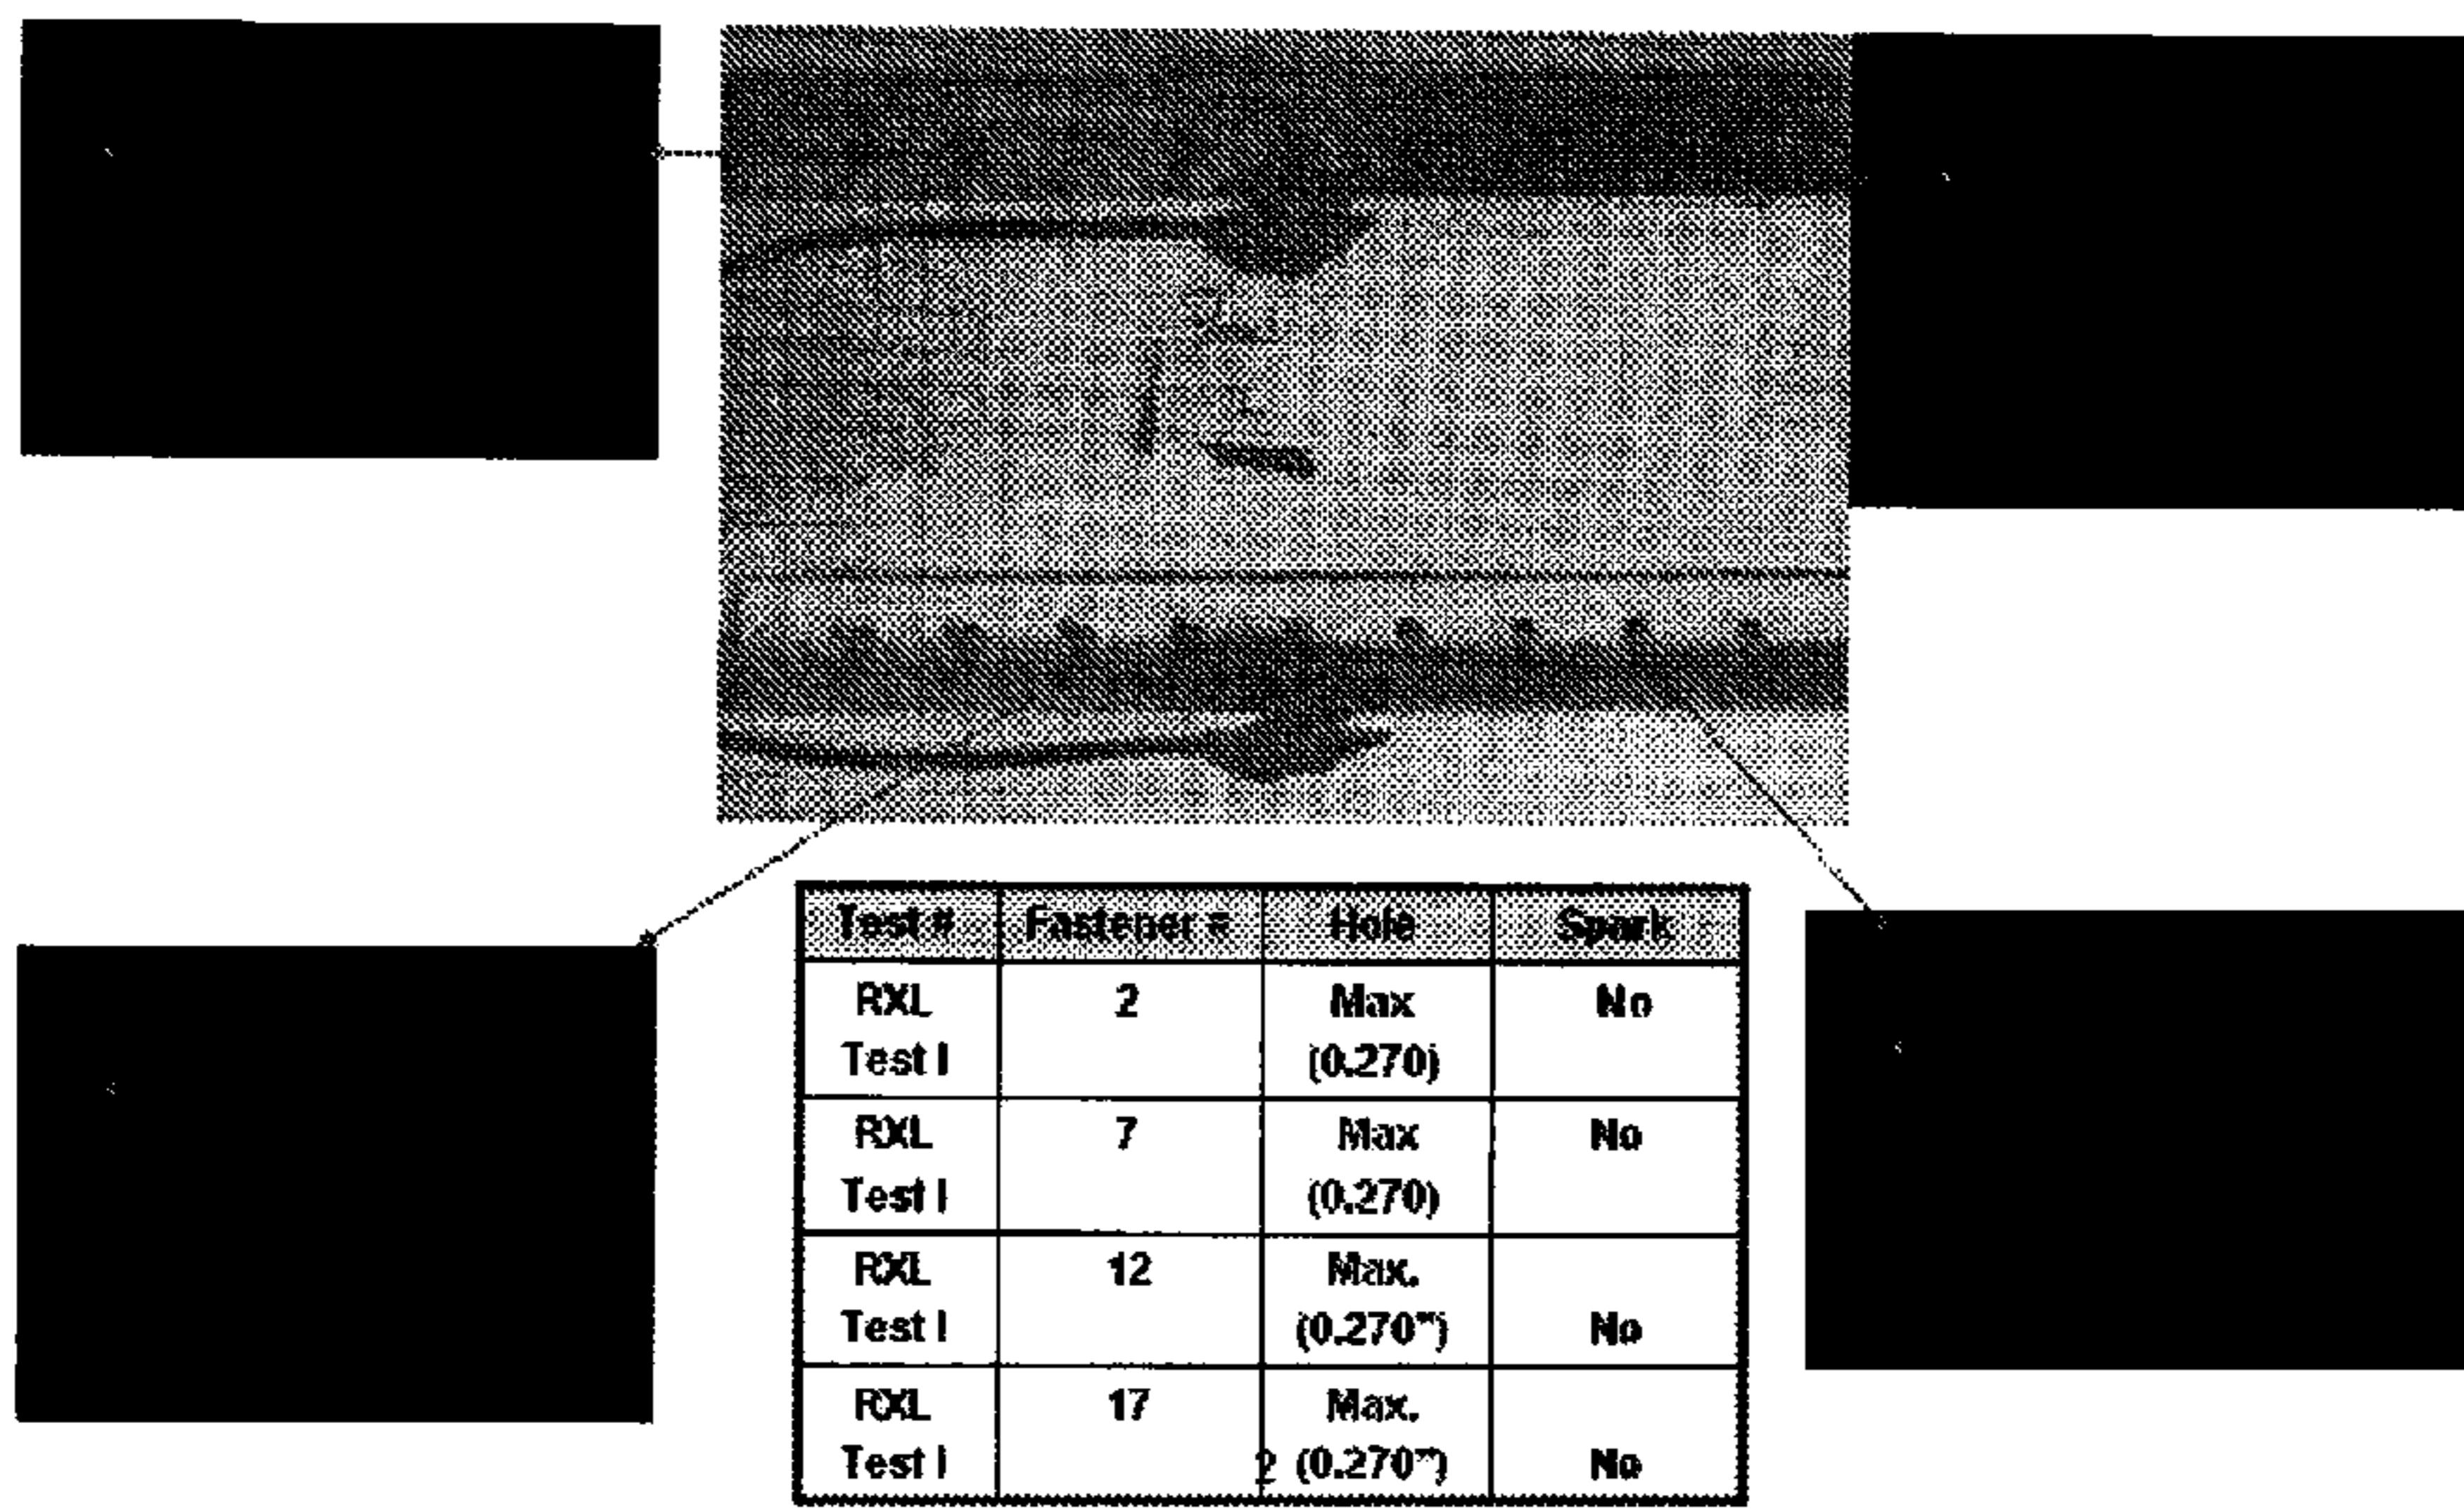 Test # Fastener # Hole Spark
RXL 2 Max No
Test I (0.270)
RXL 7 Max No
Test I (0.270)
RXL 12 Max.
Test I (0.270") No
RXL 17 Max.
Test I 2 (0.270") No